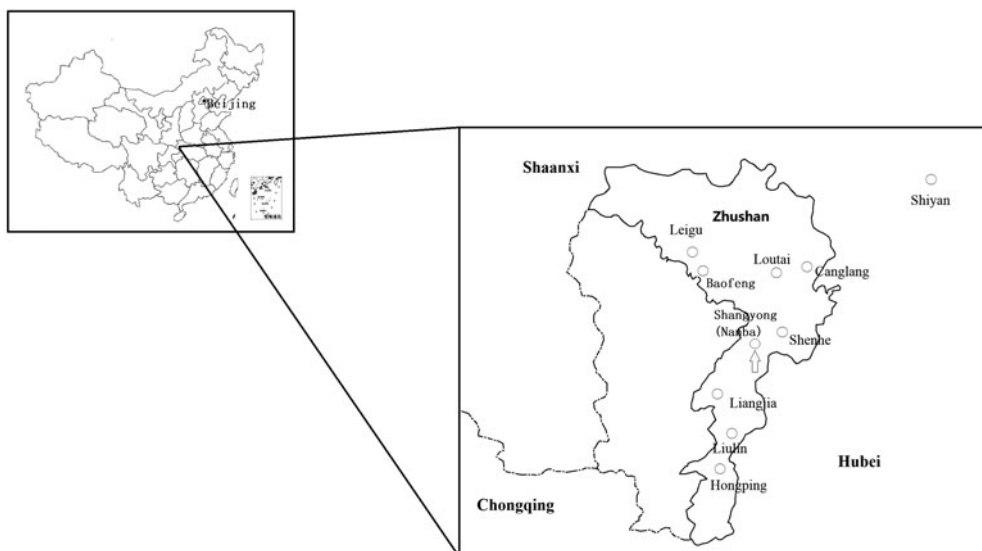 Beijing
Shaanxi
Shiyan
Zhushan
Leigu
Loutai
Canglang
Baofeng
Shangyong
(Nanba)
Shenhe
Liangjia
Liulin
Hubei
Hongping
Chongqing